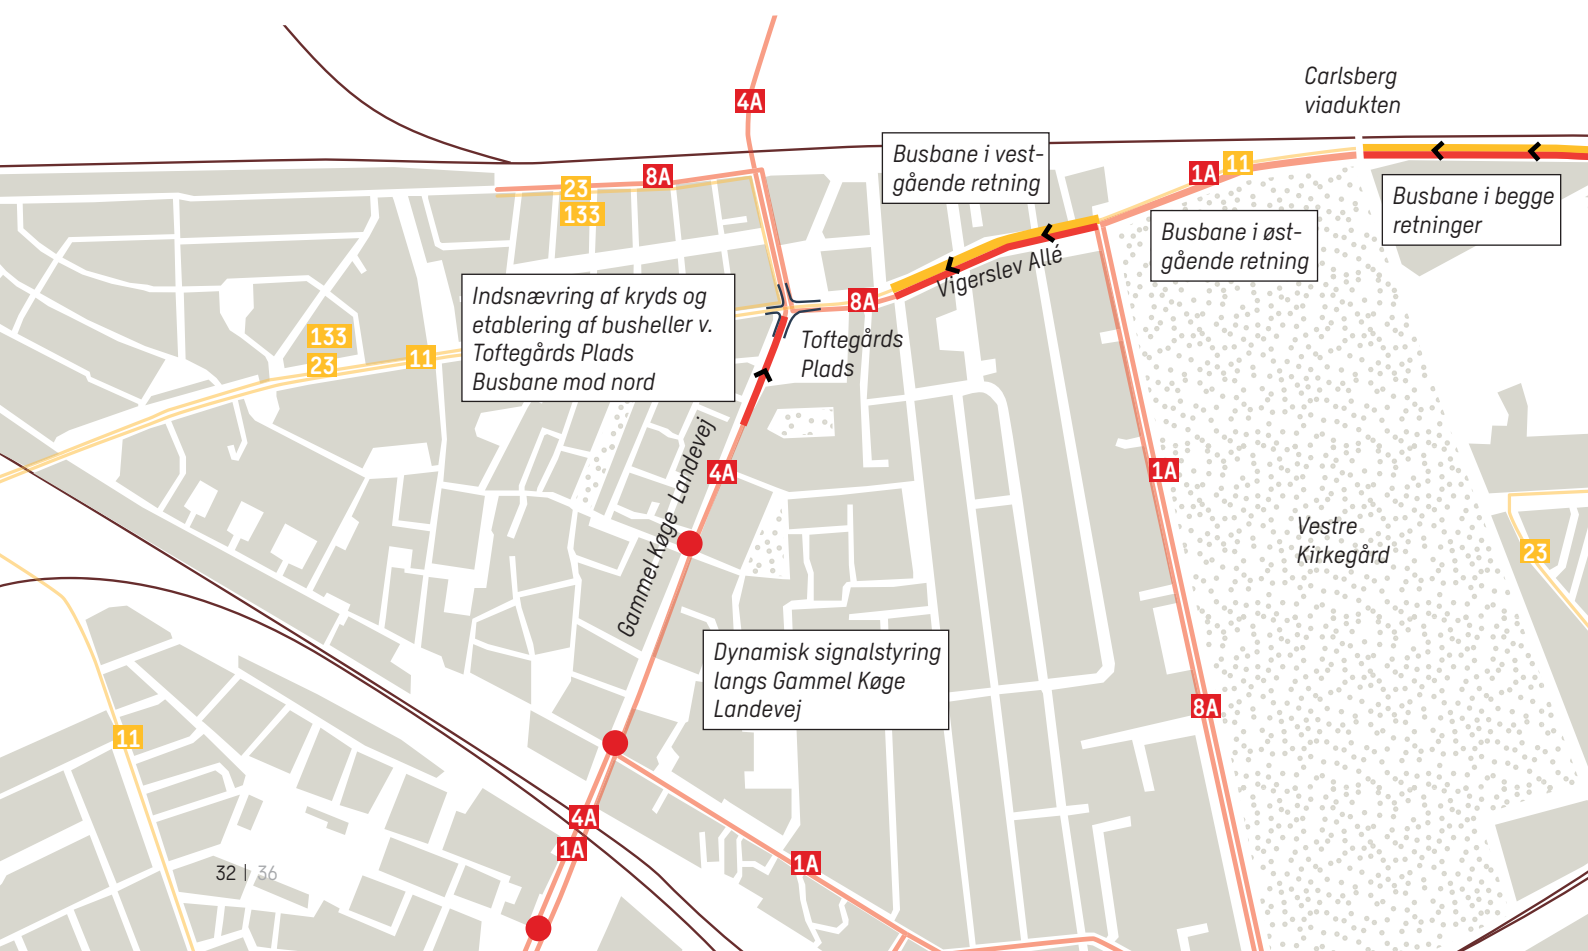 Carlsberg
viadukten
4A
Busbane i vest-
gående retning
11
1A
8A
23
133
Busbane i begge
retninger
Busbane i øst-
gående retning
Vigerslev Allé
Indsnævring af kryds og
etablering af busheller v.
Toftegårds Plads
Busbane mod nord
8A
133
23
11
Toftegårds
Plads
Gammel Køge Landevej
4A
1A
Vestre
Kirkegård
23
Dynamisk signalstyring
langs Gammel Køge
Landevej
8A
11
4A
1A
1A
32 | 36